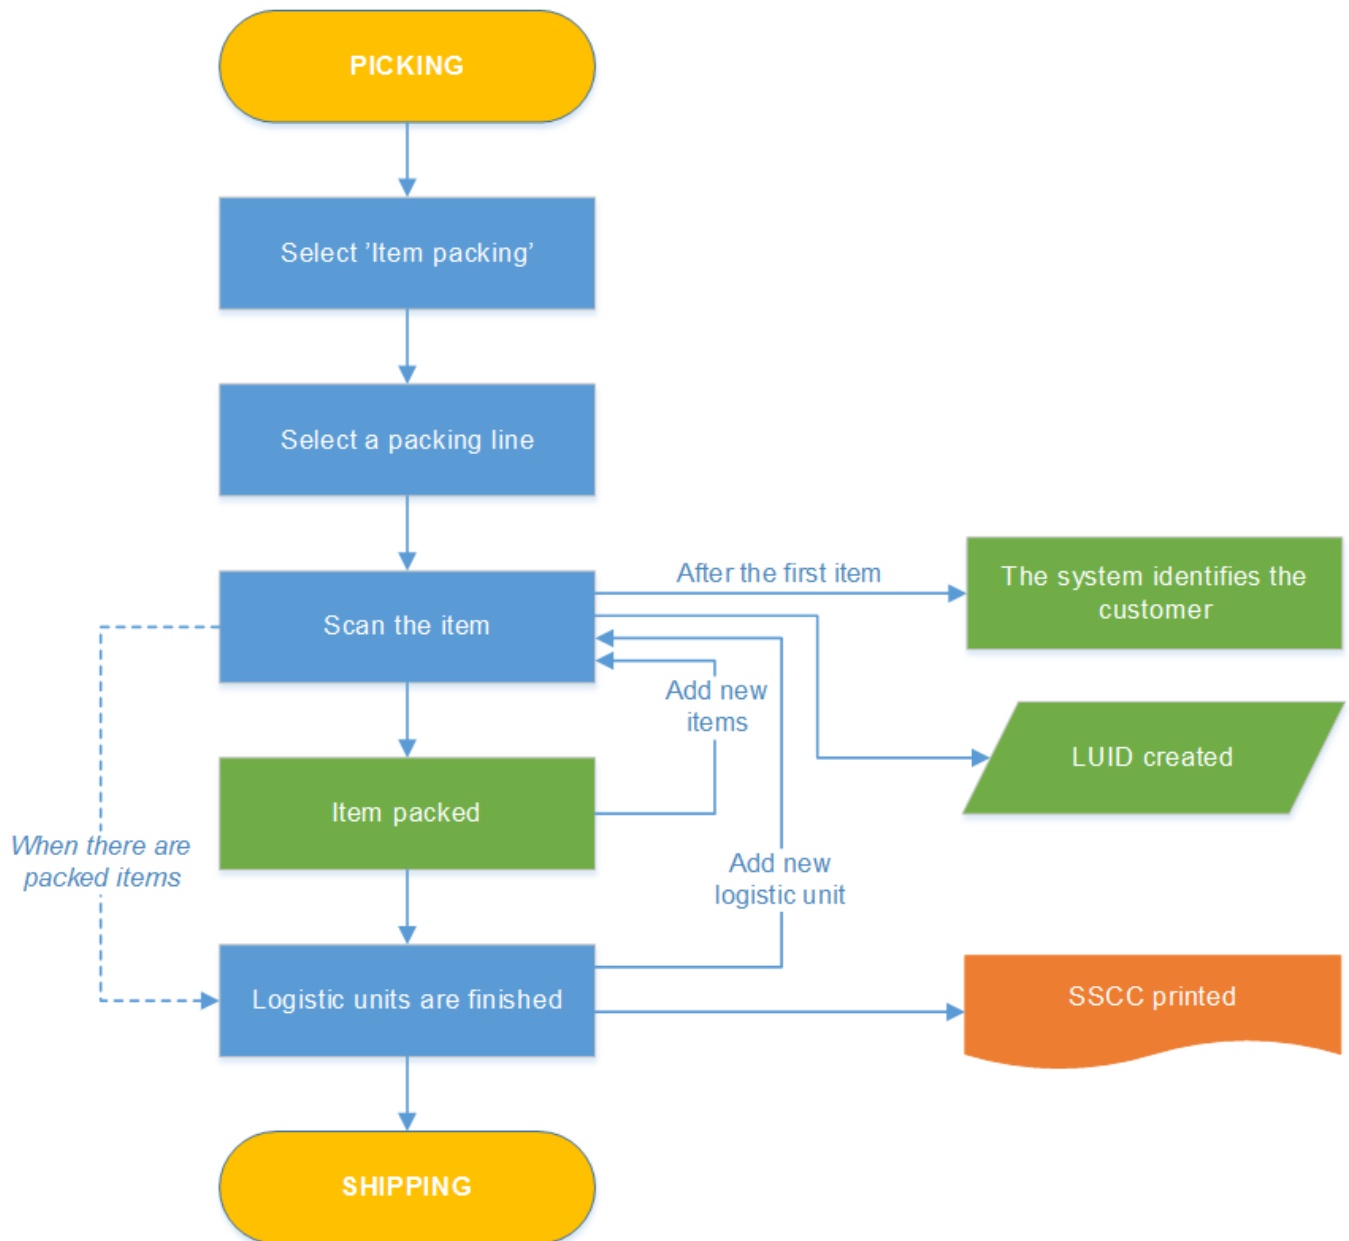 PICKING
Select ’Item packing’
Select a packing line
After the first item
The system identifies the
customer
Scan the item
Add new
items
LUID created
Item packed
When there are
packed items
Add new
logistic unit
Logistic units are finished
SSCC printed
SHIPPING